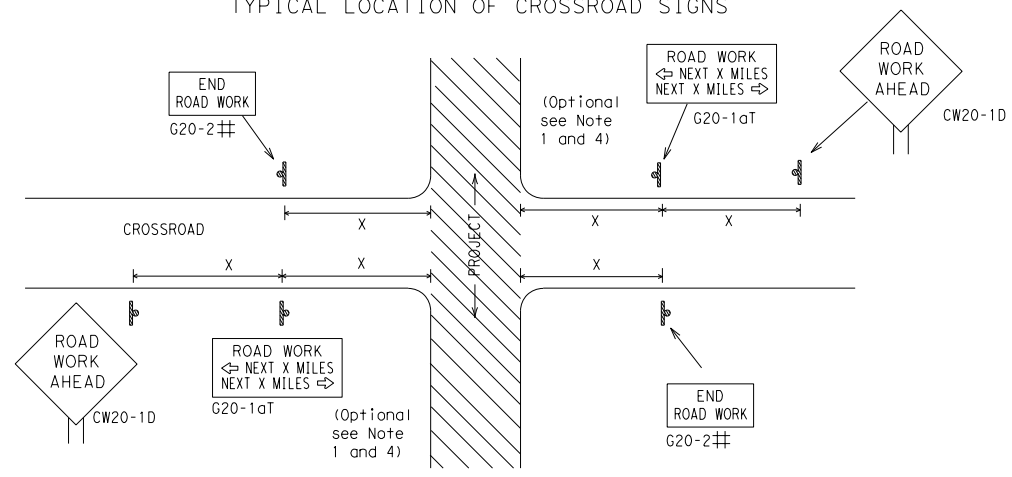 TYPICAL LOCATION OF CROSSROAD SIGNS
END
ROAD WORK
G20-2#
ROAD WORK
⇦ NEXT X MILES
NEXT X MILES ⇨
G20-1aT
(Optional
see Note
1 and 4)
ROAD
WORK
AHEAD
CW20-1D
X
X
X
CROSSROAD
PROJECT
X
X
X
ROAD
WORK
AHEAD
CW20-1D
ROAD WORK
⇦ NEXT X MILES
NEXT X MILES ⇨
G20-1aT
(Optional
see Note
1 and 4)
END
ROAD WORK
G20-2#